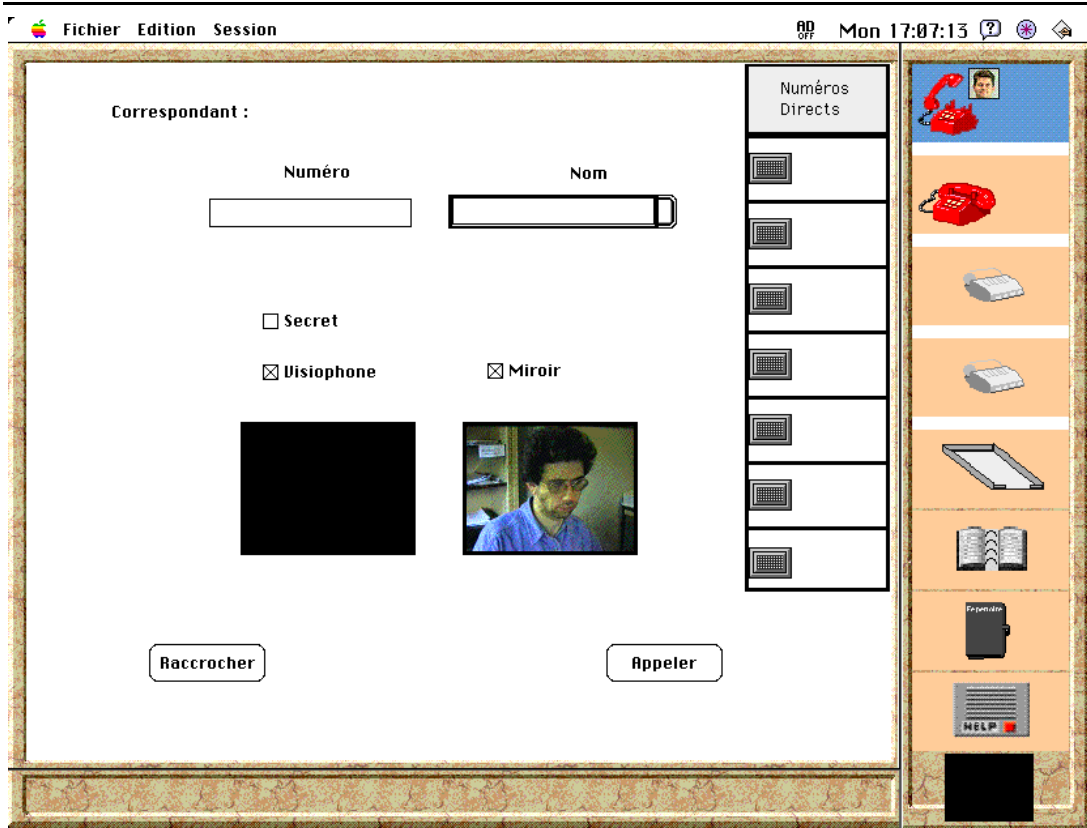 Fichier Edition Session
AD OFF Mon 17:07:13
Correspondant :
Numéro
Nom
Secret
Visiophone
Miroir
Raccrocher
Appeler
Numéros
Directs
Repertoire
HELP